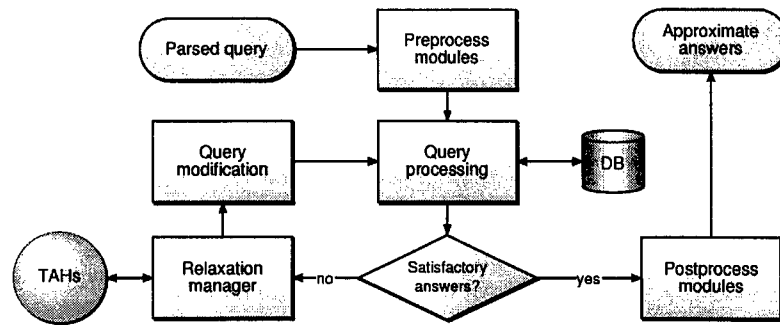 Parsed query
Preprocess
modules
Approximate
answers
Query
modification
Query
processing
DB
TAHs
Relaxation
manager
no
Satisfactory
answers?
yes
Postprocess
modules